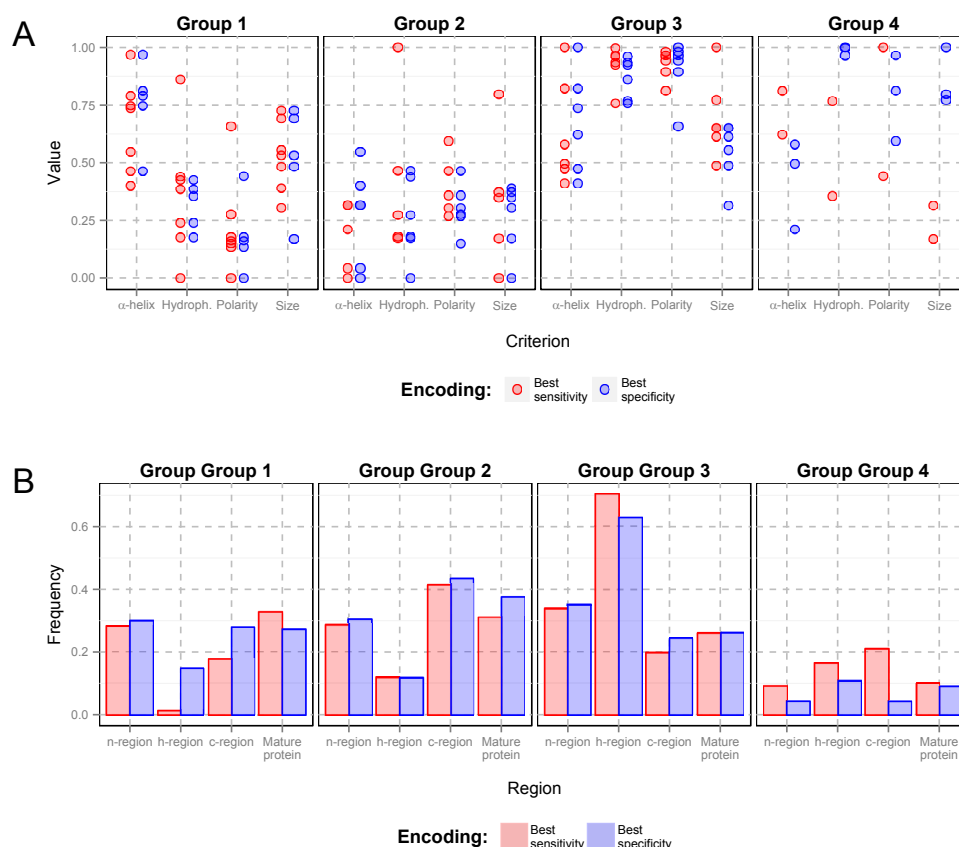 A
Group 1 Group 2 Group 3 Group 4
Value
1.00
0.75
0.50
0.25
0.00
α-helix Hydroph. Polarity Size α-helix Hydroph. Polarity Size α-helix Hydroph. Polarity Size α-helix Hydroph. Polarity Size
Criterion
Encoding: Best sensitivity Best specificity
B
Group Group 1 Group Group 2 Group Group 3 Group Group 4
Frequency
0.6
0.4
0.2
0.0
n-region h-region c-region Mature protein n-region h-region c-region Mature protein n-region h-region c-region Mature protein n-region h-region c-region Mature protein
Region
Encoding: Best sensitivity Best specificity